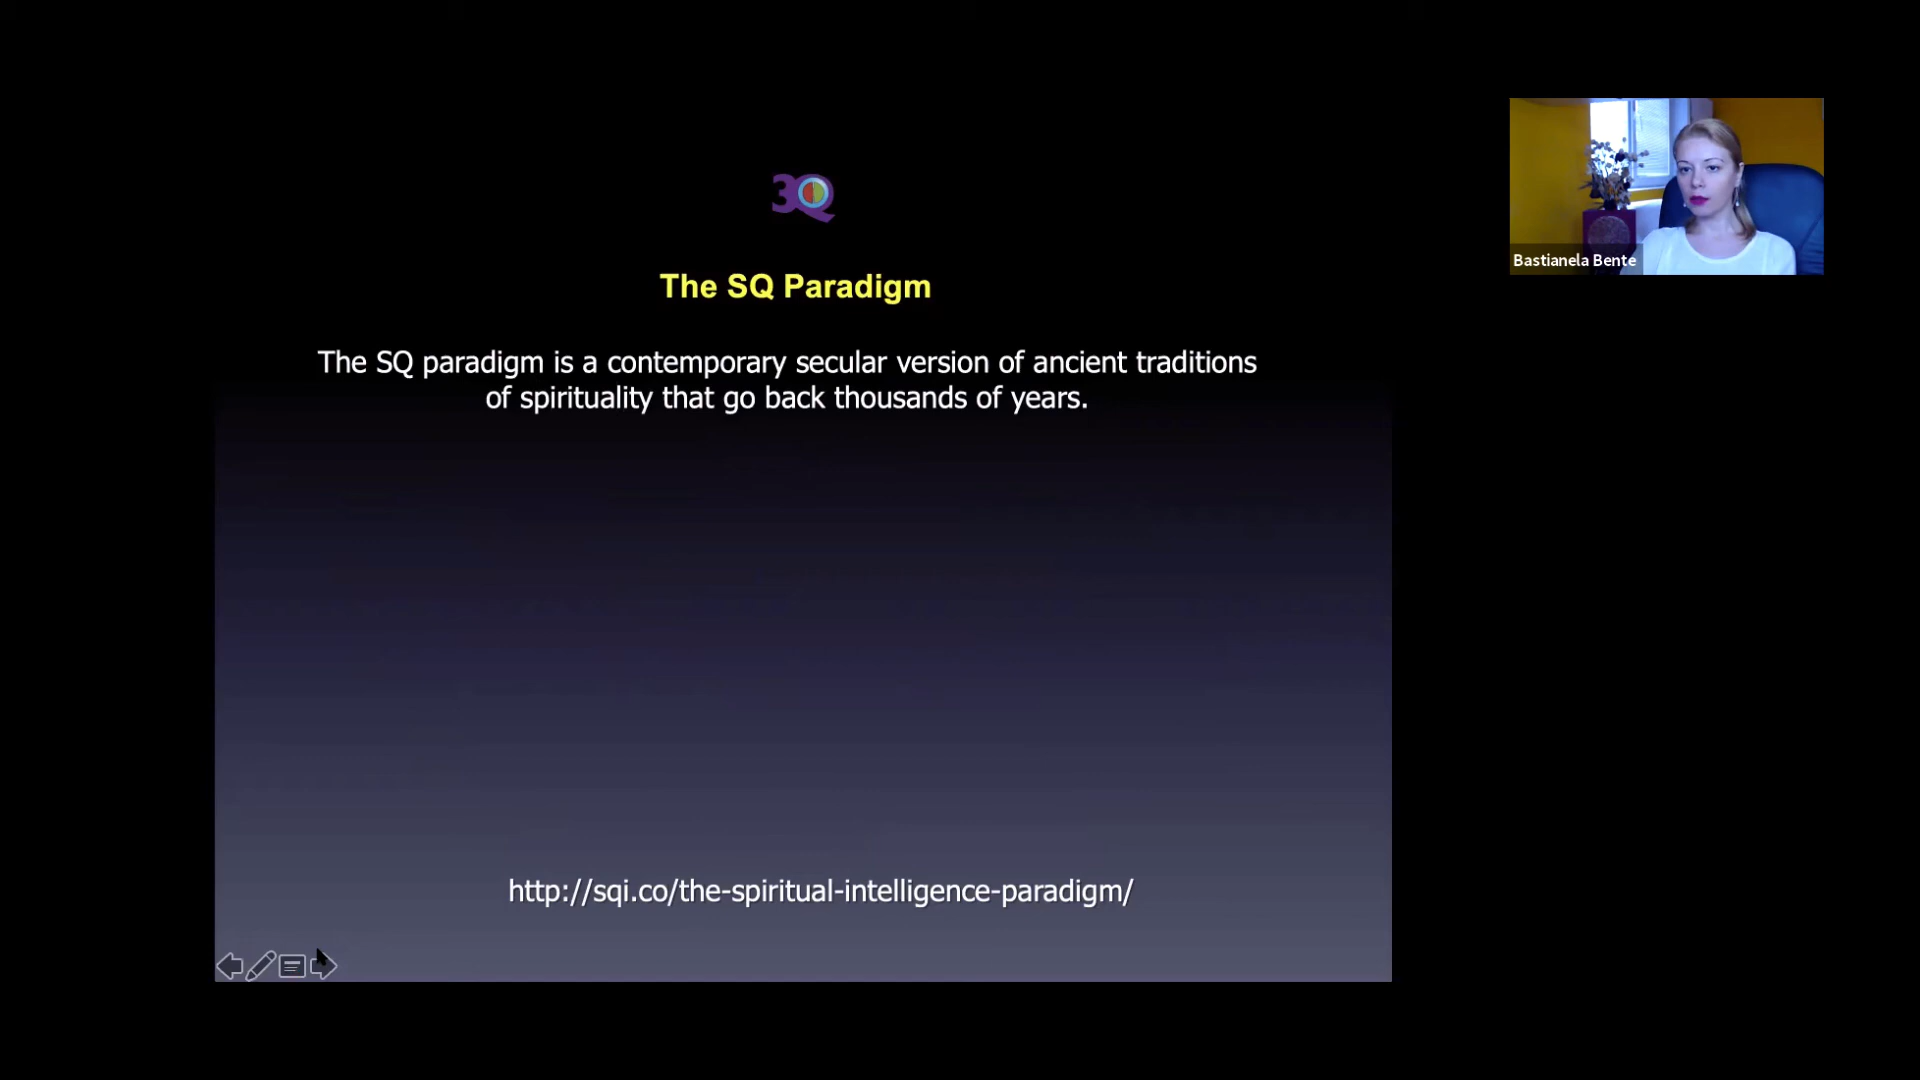 3Q
The SQ Paradigm
The SQ paradigm is a contemporary secular version of ancient traditions
of spirituality that go back thousands of years.
http://sqi.co/the-spiritual-intelligence-paradigm/
Bastianela Bente